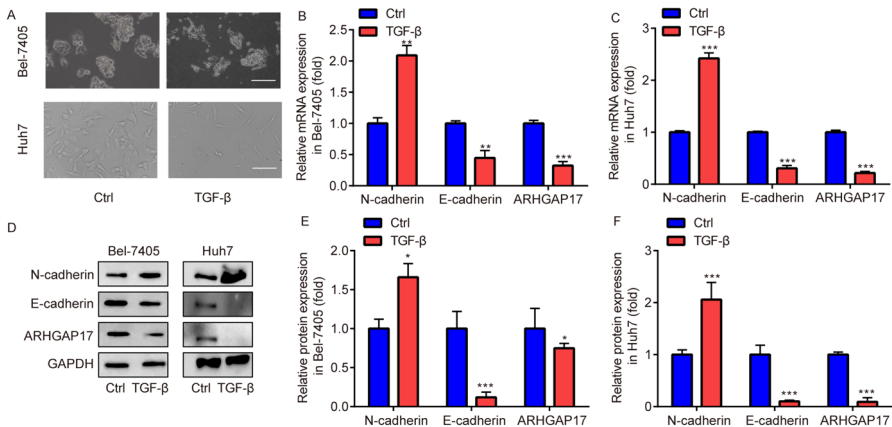 A
Bel-7405
Huh7
Ctrl
TGF-β
B
Relative mRNA expression
in Bel-7405 (fold)
2.5
2.0
1.5
1.0
0.5
0.0
Ctrl
TGF-β
**
**
***
N-cadherin
E-cadherin
ARHGAP17
C
Relative mRNA expression
in Huh7 (fold)
4
3
2
1
0
Ctrl
TGF-β
***
***
***
N-cadherin
E-cadherin
ARHGAP17
D
Bel-7405
Huh7
N-cadherin
E-cadherin
ARHGAP17
GAPDH
Ctrl
TGF-β
Ctrl
TGF-β
E
Relative protein expression
in Bel-7405 (fold)
2.0
1.5
1.0
0.5
0.0
Ctrl
TGF-β
*
***
*
N-cadherin
E-cadherin
ARHGAP17
F
Relative protein expression
in Huh7 (fold)
3
2
1
0
Ctrl
TGF-β
***
***
***
N-cadherin
E-cadherin
ARHGAP17